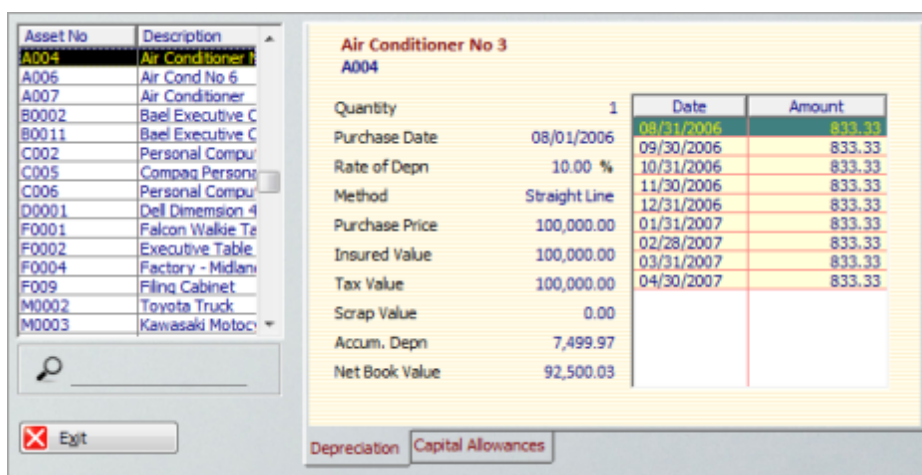 Asset No Description
A004 Air Conditioner N
A006 Air Cond No 6
A007 Air Conditioner
B0002 Bael Executive C
B0011 Bael Executive C
C002 Personal Comput
C005 Compaq Persona
C006 Personal Comput
D0001 Dell Dimemsion 4
F0001 Falcon Walkie Ta
F0002 Executive Table
F0004 Factory - Midlan
F009 Filing Cabinet
M0002 Toyota Truck
M0003 Kawasaki Motocy
Exit
Air Conditioner No 3
A004
Quantity 1
Purchase Date 08/01/2006
Rate of Depn 10.00 %
Method Straight Line
Purchase Price 100,000.00
Insured Value 100,000.00
Tax Value 100,000.00
Scrap Value 0.00
Accum. Depn 7,499.97
Net Book Value 92,500.03
Date Amount
08/31/2006 833.33
09/30/2006 833.33
10/31/2006 833.33
11/30/2006 833.33
12/31/2006 833.33
01/31/2007 833.33
02/28/2007 833.33
03/31/2007 833.33
04/30/2007 833.33
Depreciation Capital Allowances